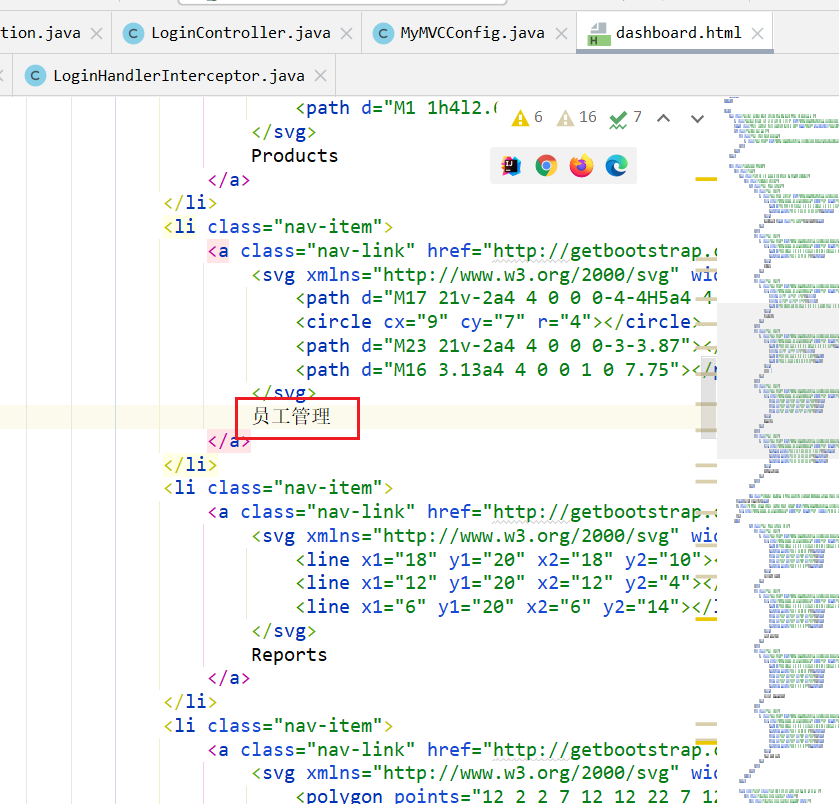 tion.java
LoginController.java
MyMVCConfig.java
dashboard.html
LoginHandlerInterceptor.java
6 16 7
<path d="M1 1h4l2.6
</svg>
Products
</a>
</li>
<li class="nav-item">
<a class="nav-link" href="http://getbootstrap.c
<svg xmlns="http://www.w3.org/2000/svg" wid
<path d="M17 21v-2a4 4 0 0 0-4-4H5a4 4
<circle cx="9" cy="7" r="4"></circle>
<path d="M23 21v-2a4 4 0 0 0-3-3.87"></
<path d="M16 3.13a4 4 0 0 1 0 7.75"></p
</svg>
员工管理
</a>
</li>
<li class="nav-item">
<a class="nav-link" href="http://getbootstrap.c
<svg xmlns="http://www.w3.org/2000/svg" wid
<line x1="18" y1="20" x2="18" y2="10"><
<line x1="12" y1="20" x2="12" y2="4"></
<line x1="6" y1="20" x2="6" y2="14"></l
</svg>
Reports
</a>
</li>
<li class="nav-item">
<a class="nav-link" href="http://getbootstrap.c
<svg xmlns="http://www.w3.org/2000/svg" wid
<polygon points="12 2 2 7 12 12 22 7 12